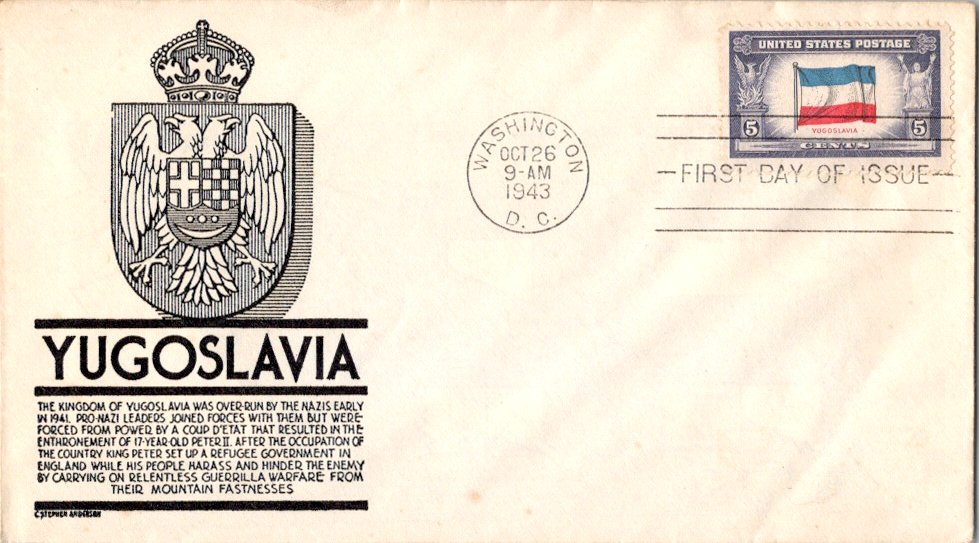 UNITED STATES POSTAGE
YUGOSLAVIA
5 5
CENTS
WASHINGTON
OCT 26
9-AM
1943
D. C.
FIRST DAY OF ISSUE
YUGOSLAVIA
THE KINGDOM OF YUGOSLAVIA WAS OVER-RUN BY THE NAZIS EARLY
IN 1941. PRO-NAZI LEADERS JOINED FORCES WITH THEM BUT WERE
FORCED FROM POWER BY A COUP D'ETAT THAT RESULTED IN THE
ENTHRONEMENT OF 17-YEAR-OLD PETER II. AFTER THE OCCUPATION OF
THE COUNTRY KING PETER SET UP A REFUGEE GOVERNMENT IN
ENGLAND WHILE HIS PEOPLE HARASS AND HINDER THE ENEMY
BY CARRYING ON RELENTLESS GUERRILLA WARFARE FROM
THEIR MOUNTAIN FASTNESSES
C. STEPHEN ANDERSON